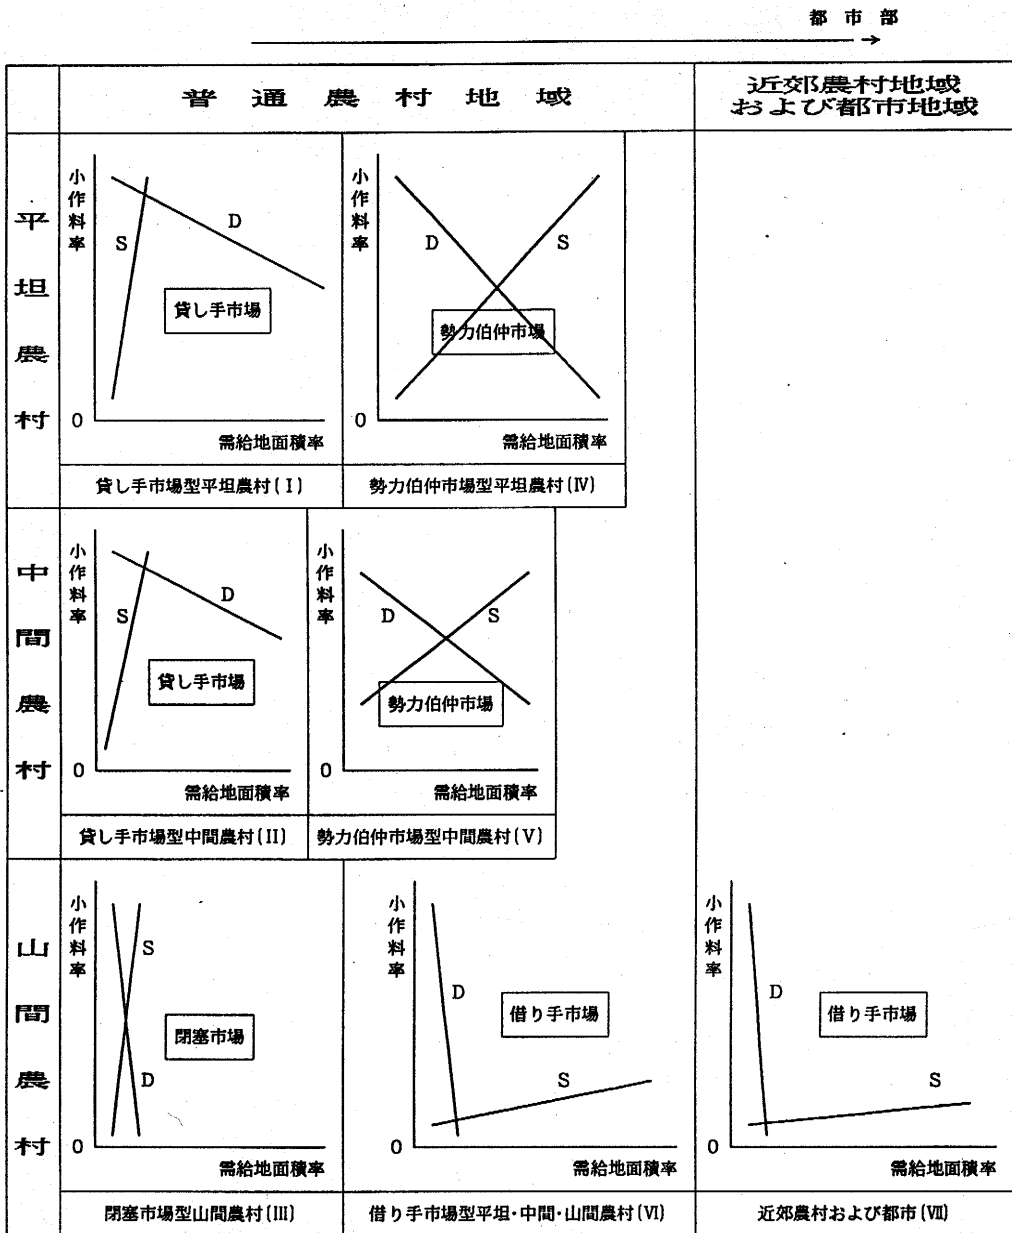 都市部
普通農村地域
近郊農村地域
および都市地域
平坦農村
小作料率
S
D
貸し手市場
0
需給地面積率
貸し手市場型平坦農村(I)
小作料率
D
S
勢力伯仲市場
0
需給地面積率
勢力伯仲市場型平坦農村(IV)
中間農村
小作料率
S
D
貸し手市場
0
需給地面積率
貸し手市場型中間農村(II)
小作料率
D
S
勢力伯仲市場
0
需給地面積率
勢力伯仲市場型中間農村(V)
山間農村
小作料率
S
閉塞市場
D
0
需給地面積率
閉塞市場型山間農村(III)
小作料率
D
借り手市場
S
0
需給地面積率
借り手市場型平坦・中間・山間農村(VI)
小作料率
D
借り手市場
S
0
需給地面積率
近郊農村および都市(VII)